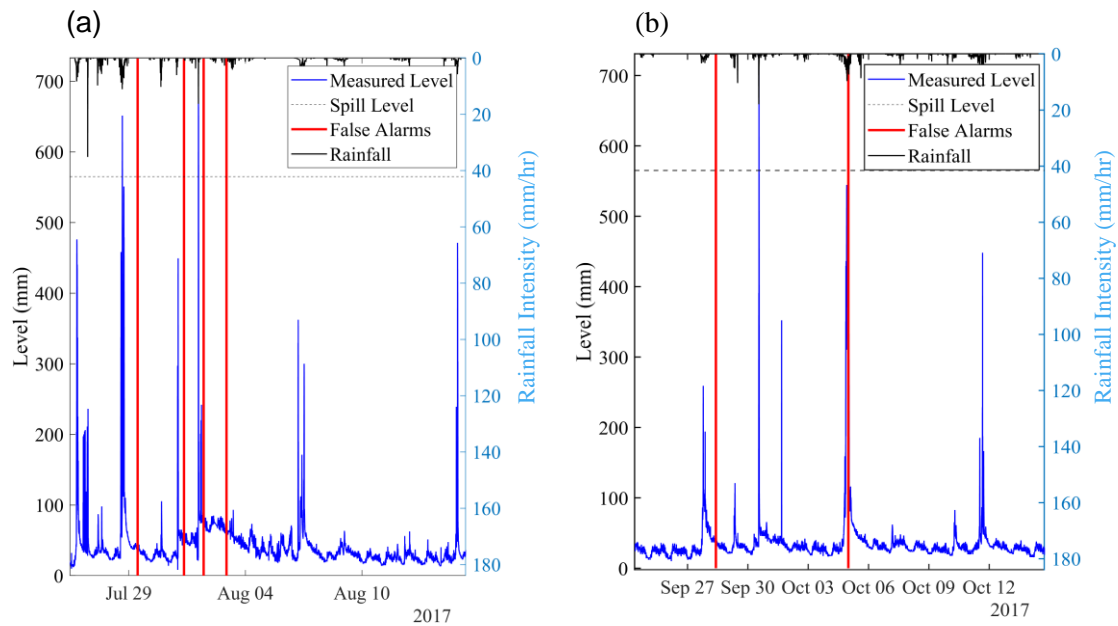 (a)
Level (mm)
700
600
500
400
300
200
100
0
Measured Level
Spill Level
False Alarms
Rainfall
0
20
40
60
80
100
120
140
160
180
Rainfall Intensity (mm/hr)
Jul 29 Aug 04 Aug 10
2017
(b)
Level (mm)
700
600
500
400
300
200
100
0
Measured Level
Spill Level
False Alarms
Rainfall
0
20
40
60
80
100
120
140
160
180
Rainfall Intensity (mm/hr)
Sep 27 Sep 30 Oct 03 Oct 06 Oct 09 Oct 12
2017